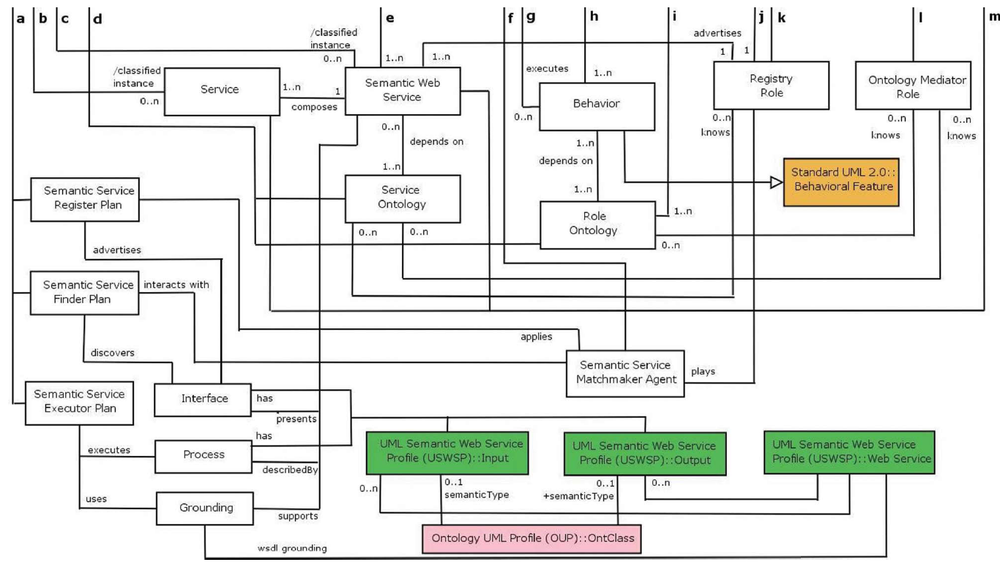 a
b
c
d
e
f
g
h
i
j
k
l
m
/classified
instance
0..n
1..n
1..n
advertises
1
1
/classified
instance
0..n
Service
1..n
1
composes
Semantic Web
Service
executes
0..n
1..n
Behavior
Registry
Role
Ontology Mediator
Role
0..n
depends on
1..n
1..n
depends on
1..n
0..n
knows
0..n
knows
0..n
knows
Standard UML 2.0::
Behavioral Feature
Semantic Service
Register Plan
Service
Ontology
0..n
0..n
Role
Ontology
1..n
0..n
advertises
Semantic Service
Finder Plan
interacts with
applies
discovers
Semantic Service
Matchmaker Agent
plays
Semantic Service
Executor Plan
Interface
has
presents
has
executes
Process
describedBy
uses
Grounding
supports
UML Semantic Web Service
Profile (USWSP)::Input
UML Semantic Web Service
Profile (USWSP)::Output
UML Semantic Web Service
Profile (USWSP)::Web Service
0..n
0..1
semanticType
0..1
+semanticType
0..n
Ontology UML Profile (OUP)::OntClass
wsdl grounding